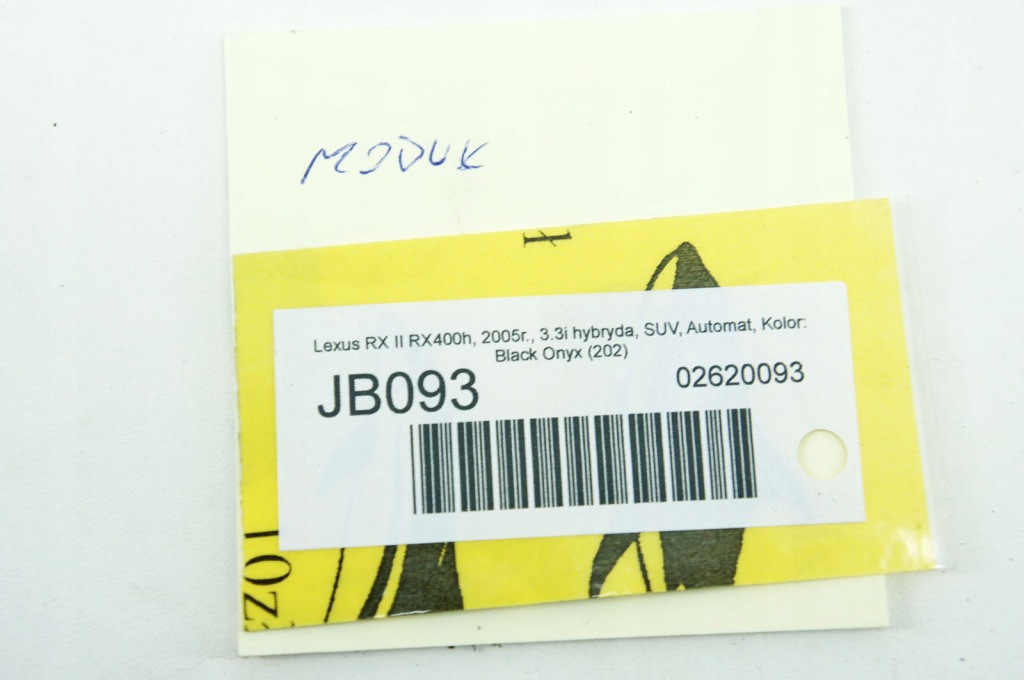 MODUK
Lexus RX II RX400h, 2005r., 3.3i hybryda, SUV, Automat, Kolor:
Black Onyx (202)
JB093
02620093